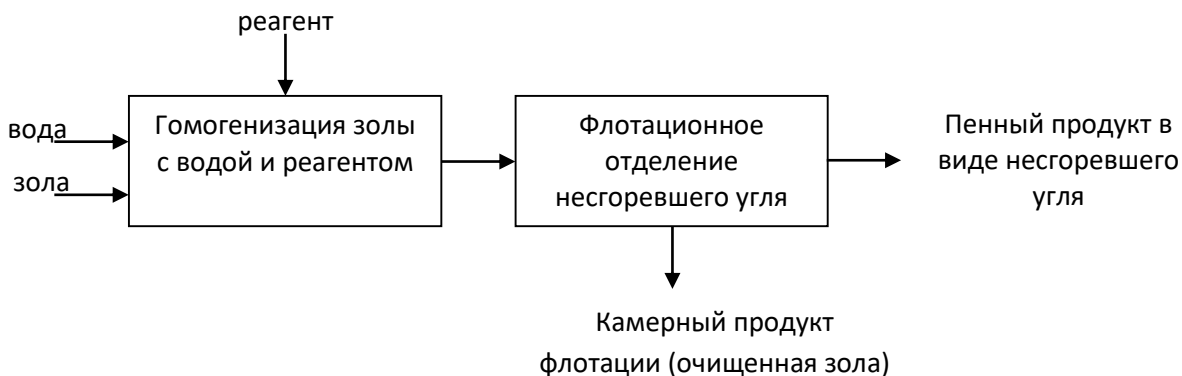 реагент
вода
зола
Гомогенизация золы
с водой и реагентом
Флотационное
отделение
несгоревшего угля
Пенный продукт в
виде несгоревшего
угля
Камерный продукт
флотации (очищенная зола)